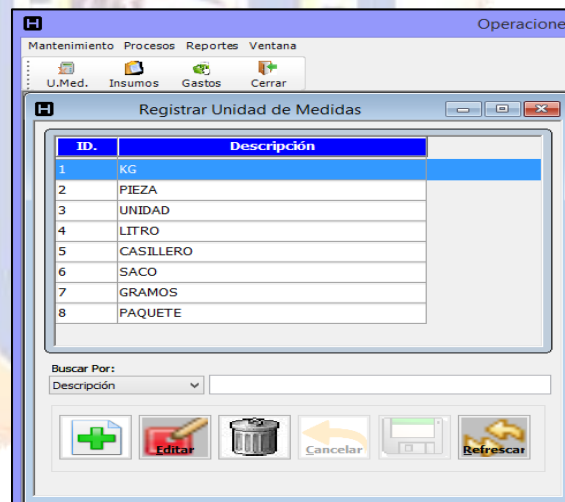 H
Operacione
Mantenimiento Procesos Reportes Ventana
U.Med. Insumos Gastos Cerrar
H Registrar Unidad de Medidas
ID. Descripción
1 KG
2 PIEZA
3 UNIDAD
4 LITRO
5 CASILLERO
6 SACO
7 GRAMOS
8 PAQUETE
Buscar Por:
Descripción
Editar Cancelar Refrescar